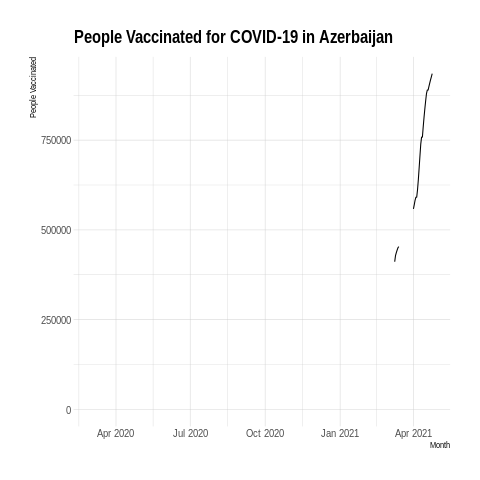 People Vaccinated for COVID-19 in Azerbaijan
People Vaccinated
750000
500000
250000
0
Apr 2020 Jul 2020 Oct 2020 Jan 2021 Apr 2021
Month